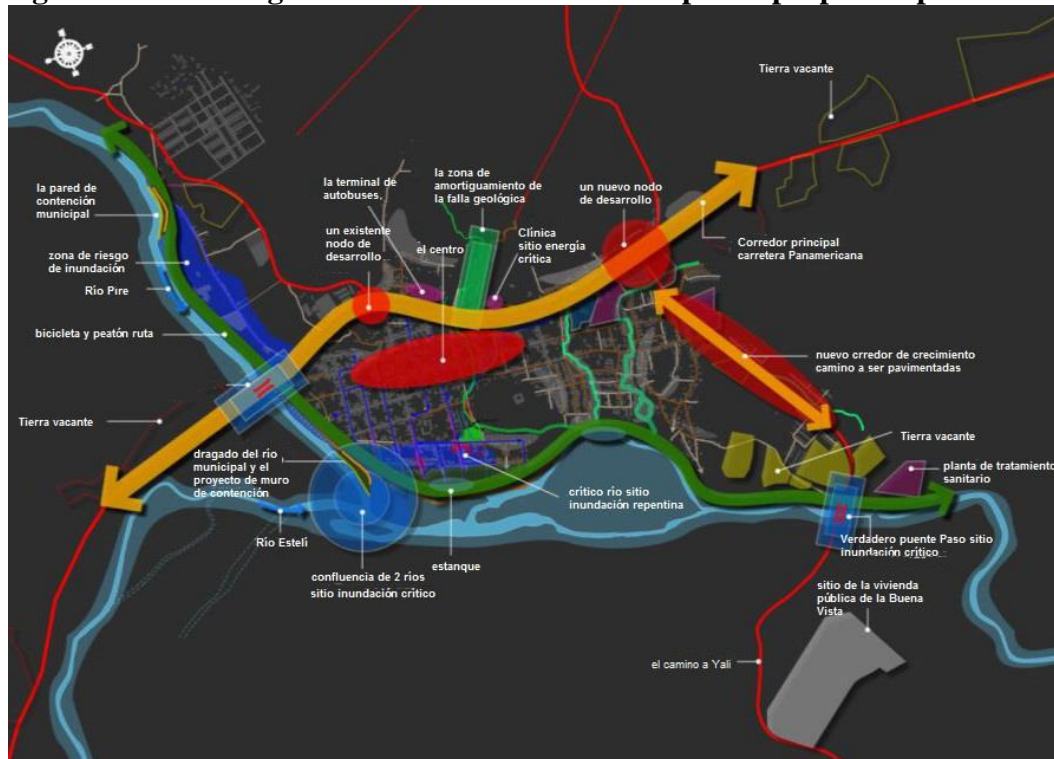 Tierra vacante
la zona de
amortiguamiento de
la falla geológica
la terminal de
autobuses,
un nuevo nodo
de desarrollo
la pared de
contención
municipal
un existente
nodo de
desarrollo
el centro
Clínica
sitio energía
crítica
Corredor principal
carretera Panamericana
zona de riesgo
de inundación
Río Pire
bicicleta y peatón ruta
nuevo crredor de crecimiento
camino a ser pavimentadas
Tierra vacante
Tierra vacante
dragado del río
municipal y el
proyecto de muro
de contención
planta de tratamiento
sanitario
crítico río sitio
inundación repentina
Río Estelí
estanque
Verdadero puente Paso sitio
inundación crítico
confluencia de 2 ríos
sitio inundación crítico
sitio de la vivienda
pública de la Buena
Vista
el camino a Yali